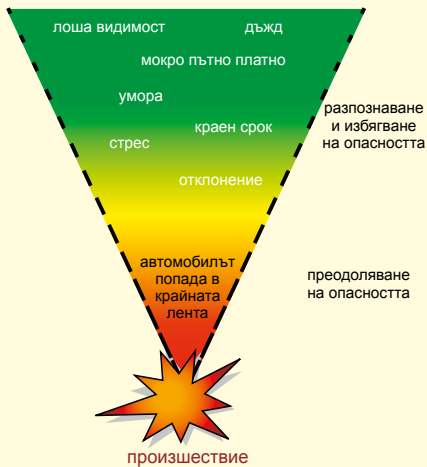 лоша видимост
дъжд
мокро пътно платно
умора
краен срок
стрес
отклонение
разпознаване
и избягване
на опасността
автомобилът
попада в
крайната
лента
преодоляване
на опасността
произшествие